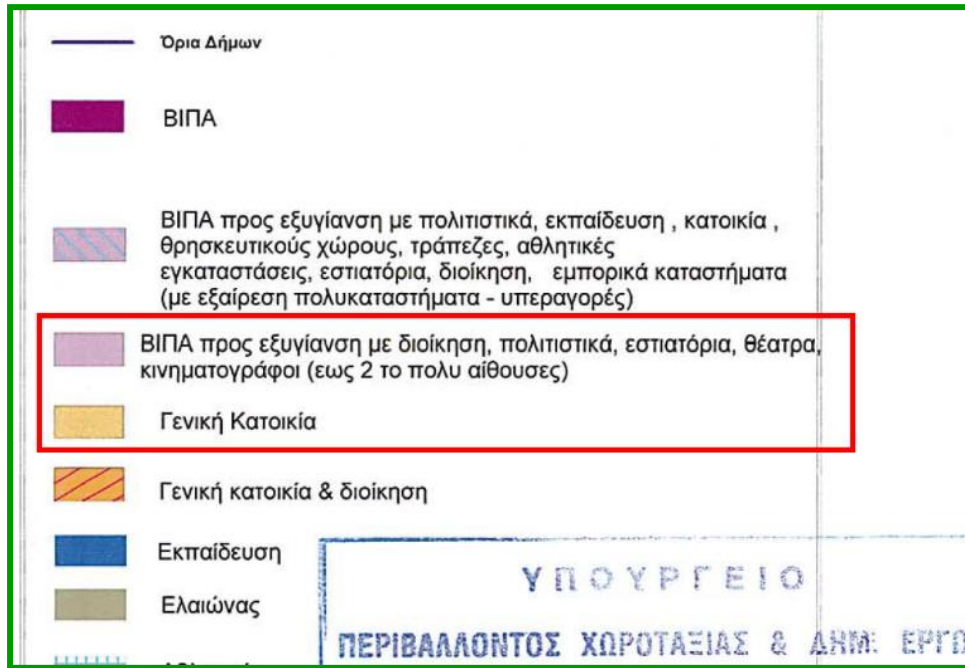 Όρια Δήμων
ΒΙΠΑ
ΒΙΠΑ προς εξυγίανση με πολιτιστικά, εκπαίδευση , κατοικία ,
θρησκευτικούς χώρους, τράπεζες, αθλητικές
εγκαταστάσεις, εστιατόρια, διοίκηση, εμπορικά καταστήματα
(με εξαίρεση πολυκαταστήματα - υπεραγορές)
ΒΙΠΑ προς εξυγίανση με διοίκηση, πολιτιστικά, εστιατόρια, θέατρα,
κινηματογράφοι (εως 2 το πολυ αίθουσες)
Γενική Κατοικία
Γενική κατοικία & διοίκηση
Εκπαίδευση
Ελαιώνας
ΥΠΟΥΡΓΕΙΟ
ΠΕΡΙΒΑΛΛΟΝΤΟΣ ΧΩΡΟΤΑΞΙΑΣ & ΔΗΜ. ΕΡΓΩ